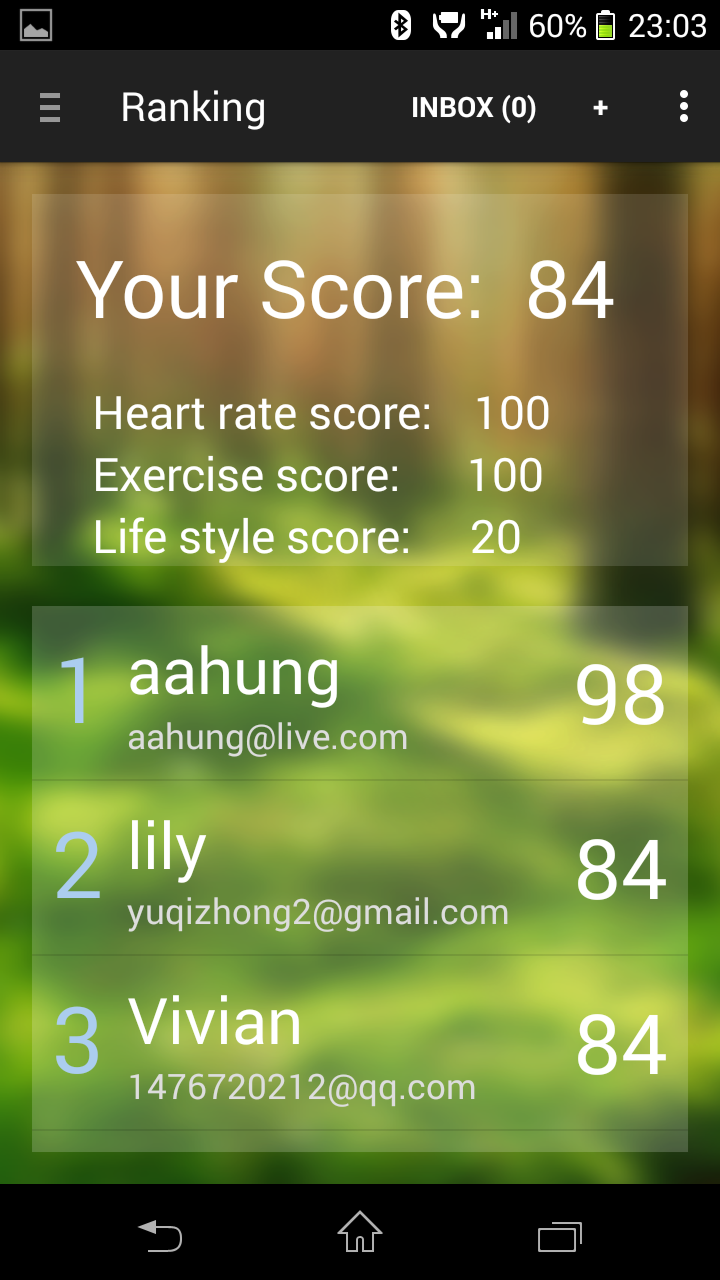 H+ 60% 23:03
Ranking INBOX (0) +
Your Score: 84
Heart rate score: 100
Exercise score: 100
Life style score: 20
1 aahung 98
aahung@live.com
2 lily 84
yuqizhong2@gmail.com
3 Vivian 84
1476720212@qq.com